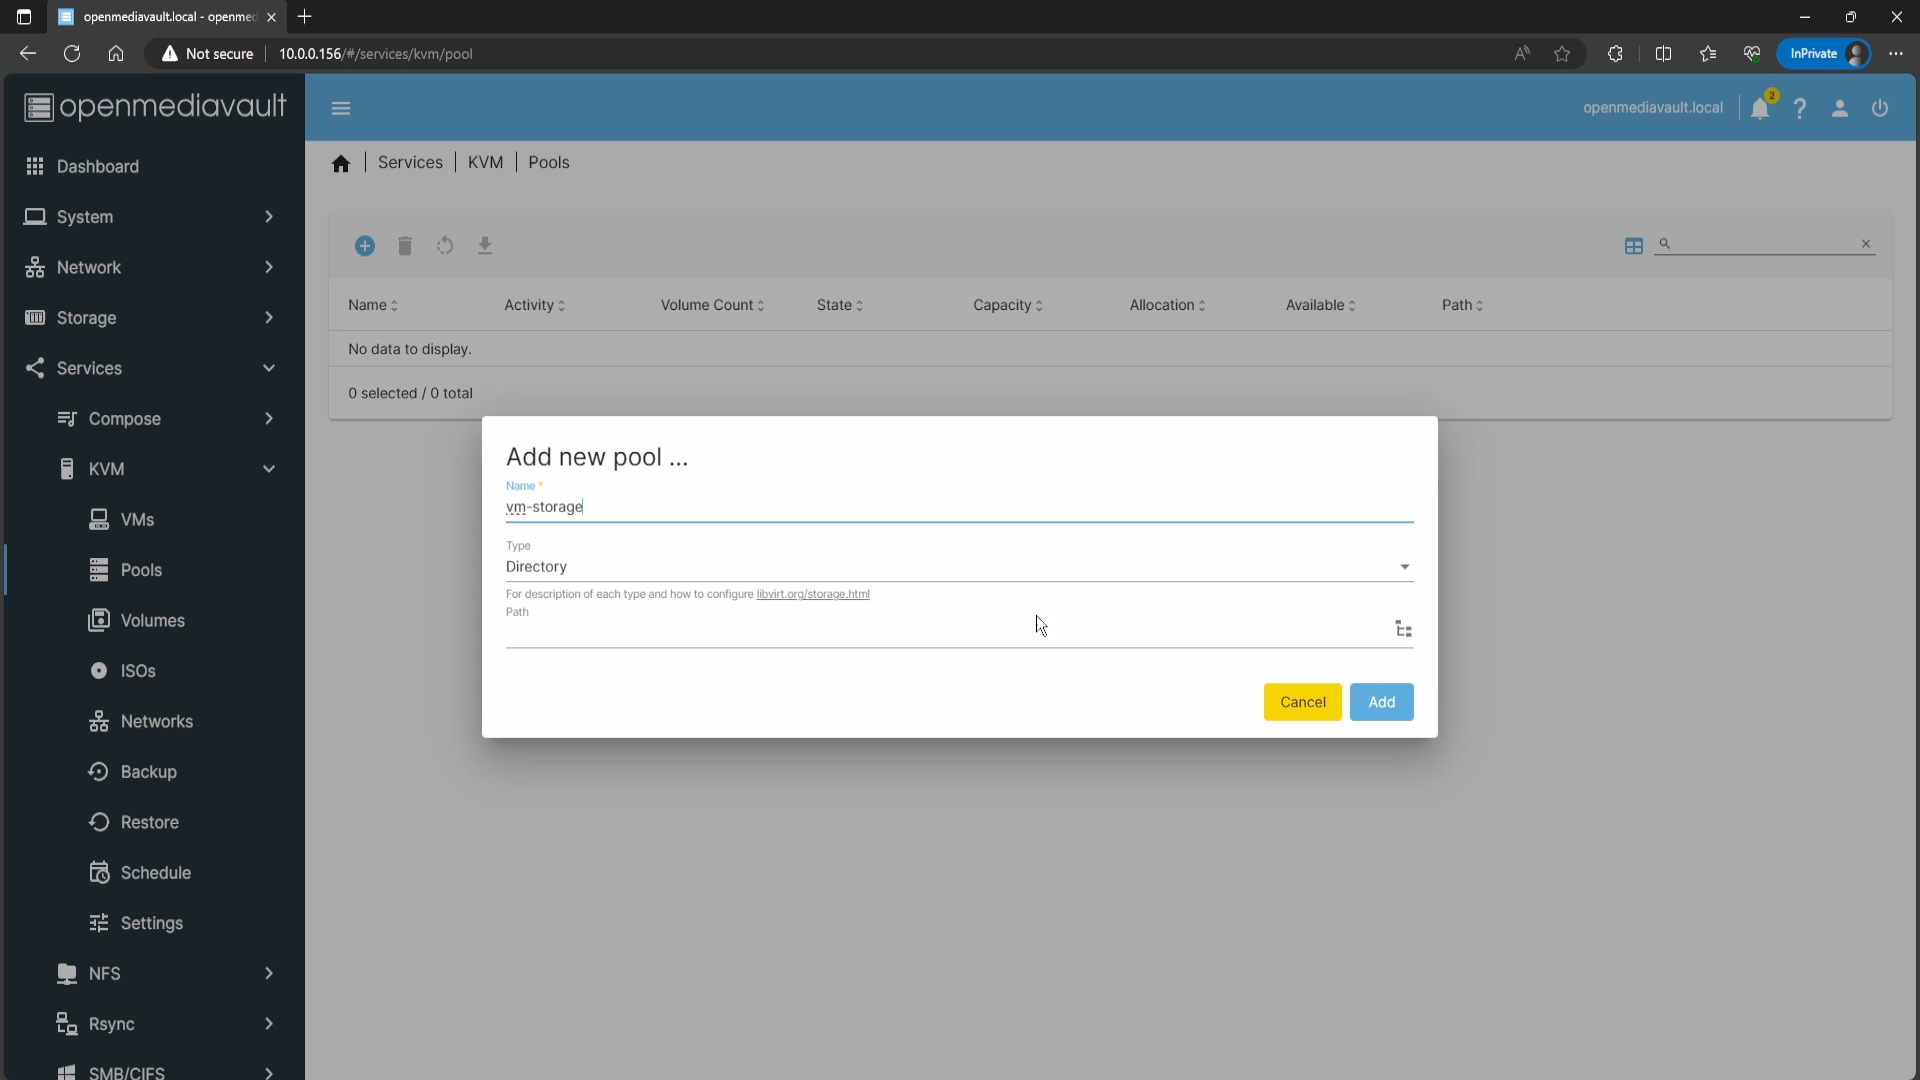 openmediavault.local - openmed
Not secure
10.0.0.156/#/services/kvm/pool
InPrivate
openmediavault
openmediavault.local
2
Services
KVM
Pools
Dashboard
System
Network
Storage
Services
Compose
KVM
VMs
Pools
Volumes
ISOs
Networks
Backup
Restore
Schedule
Settings
NFS
Rsync
SMB/CIFS
Name
Activity
Volume Count
State
Capacity
Allocation
Available
Path
No data to display.
0 selected / 0 total
Add new pool ...
Name *
vm-storage
Type
Directory
For description of each type and how to configure libvirt.org/storage.html
Path
Cancel
Add